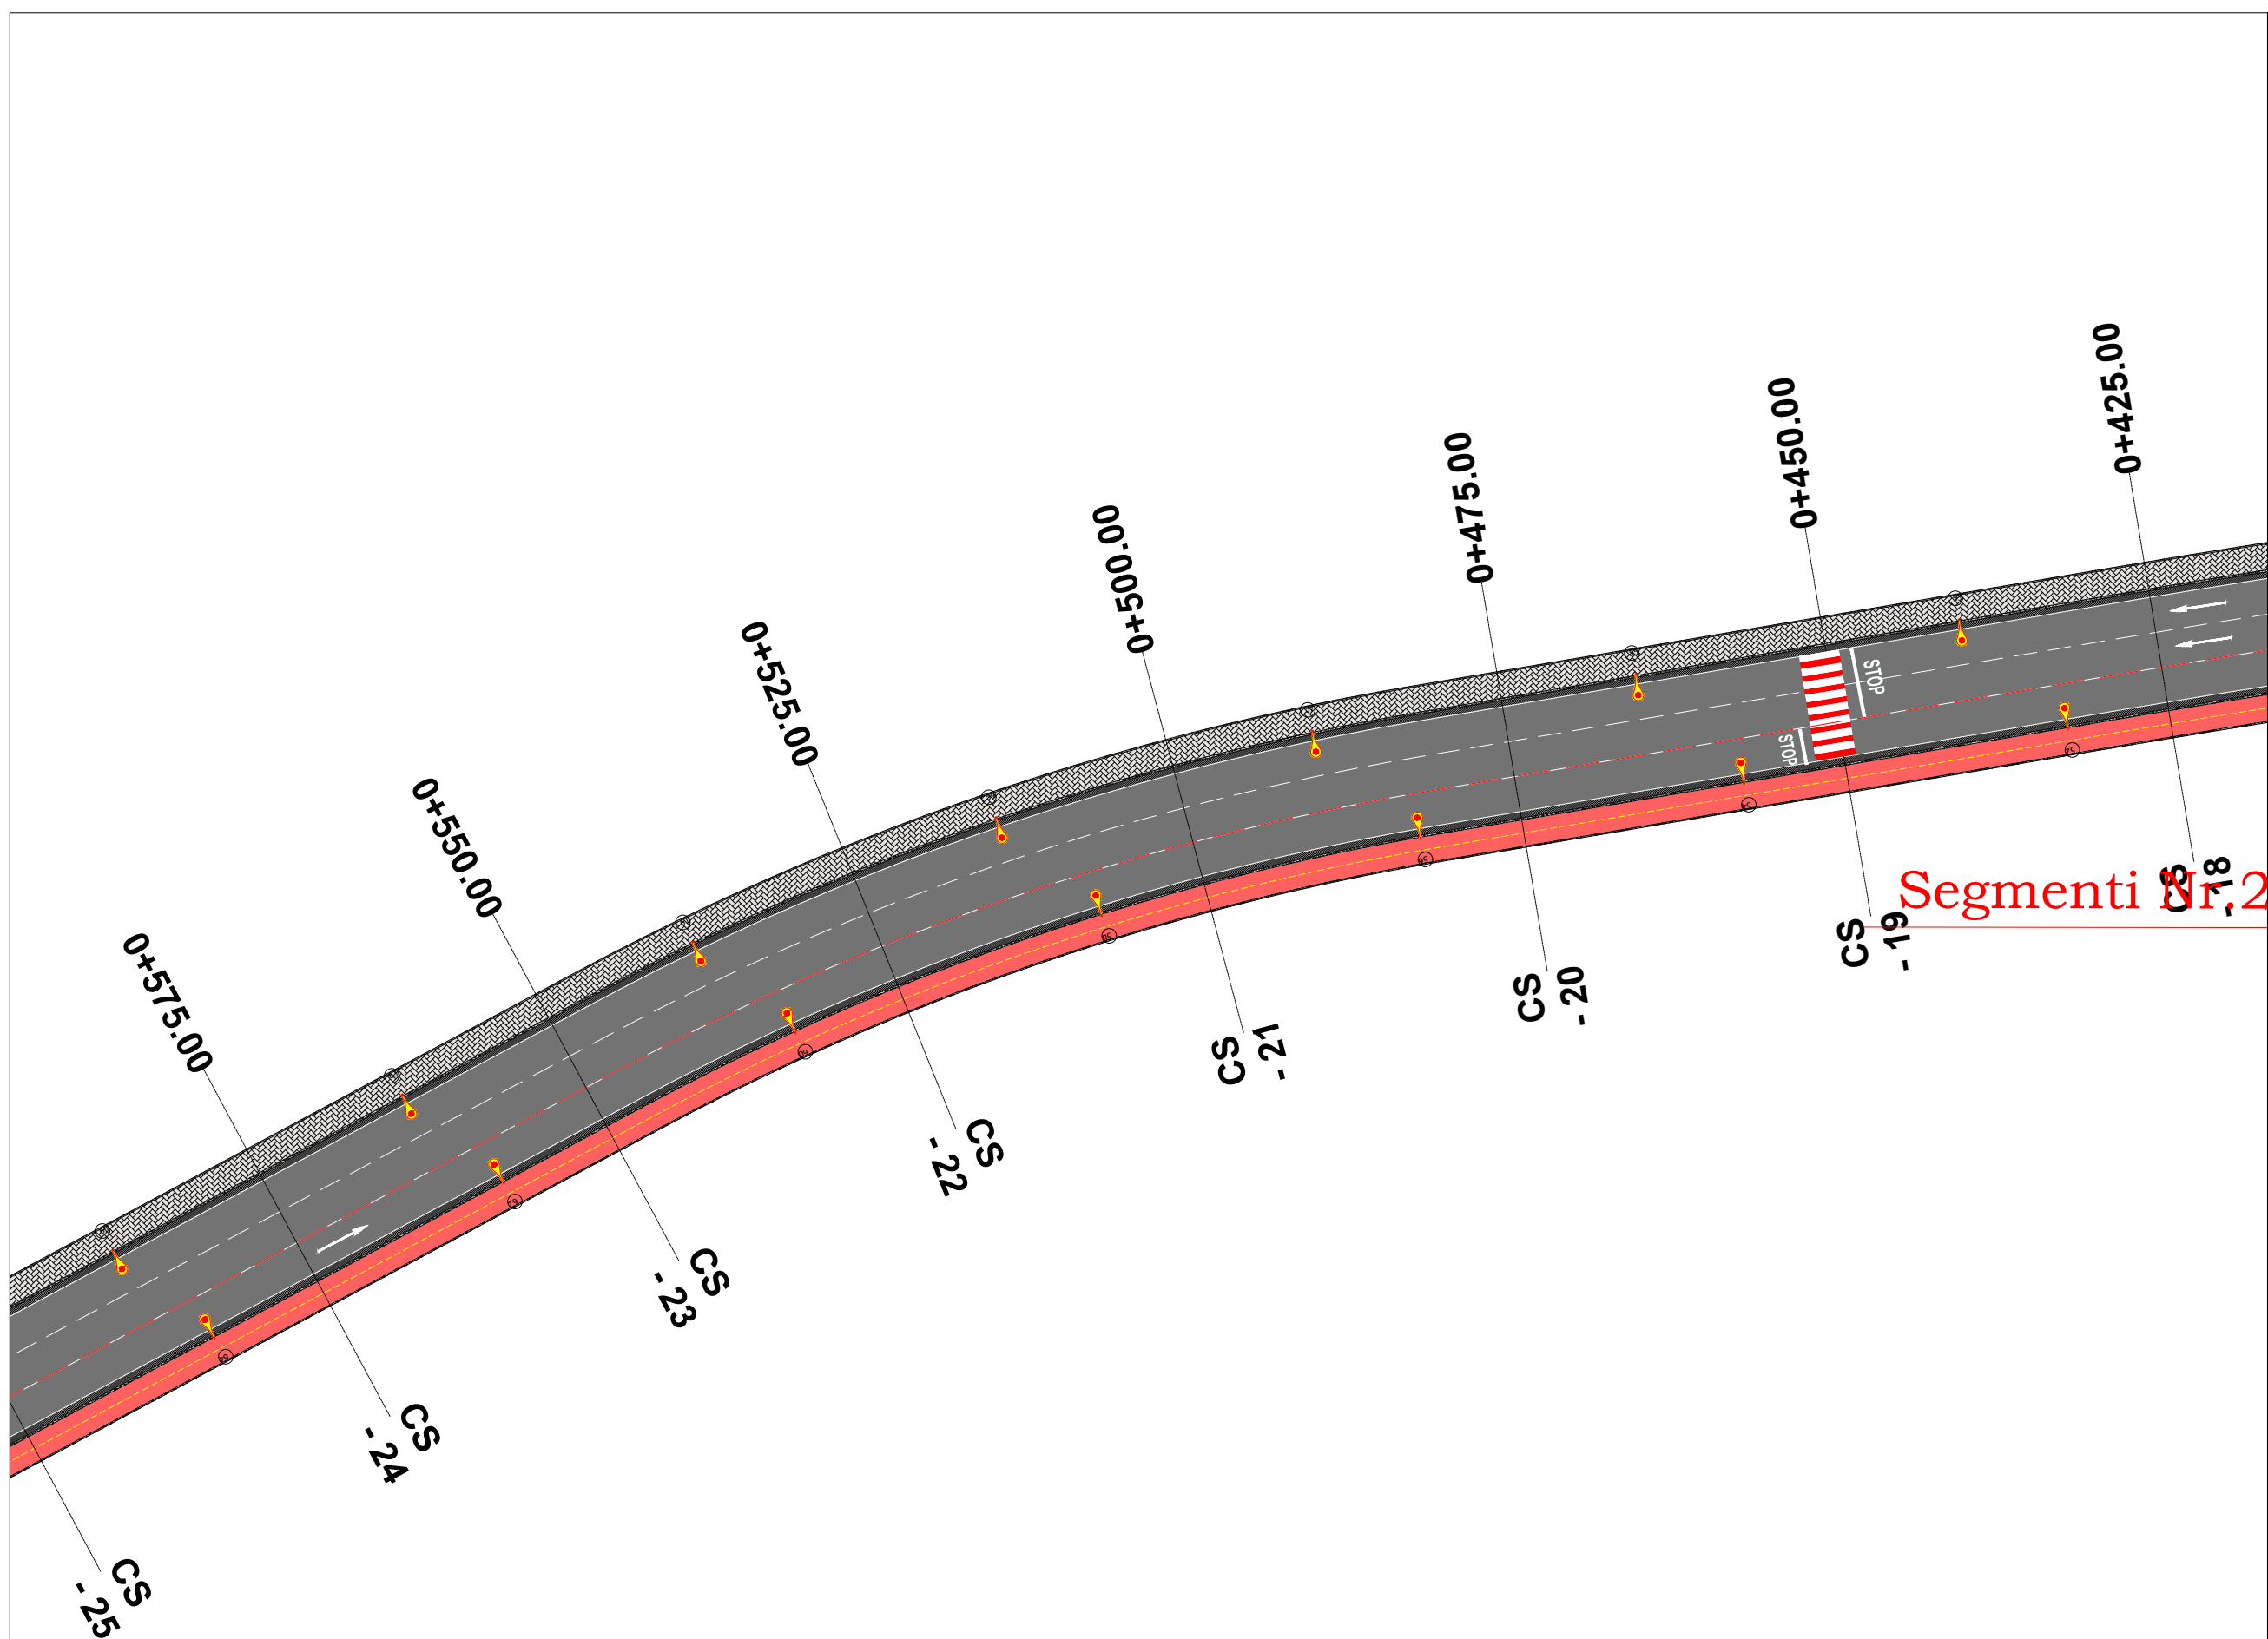 0+425.00
0+450.00
0+475.00
0+500.00
0+525.00
0+550.00
0+575.00
STOP
STOP
Segmenti Nr.2
CS
- 18
CS
- 19
CS
- 20
CS
- 21
CS
- 22
CS
- 23
CS
- 24
CS
- 25